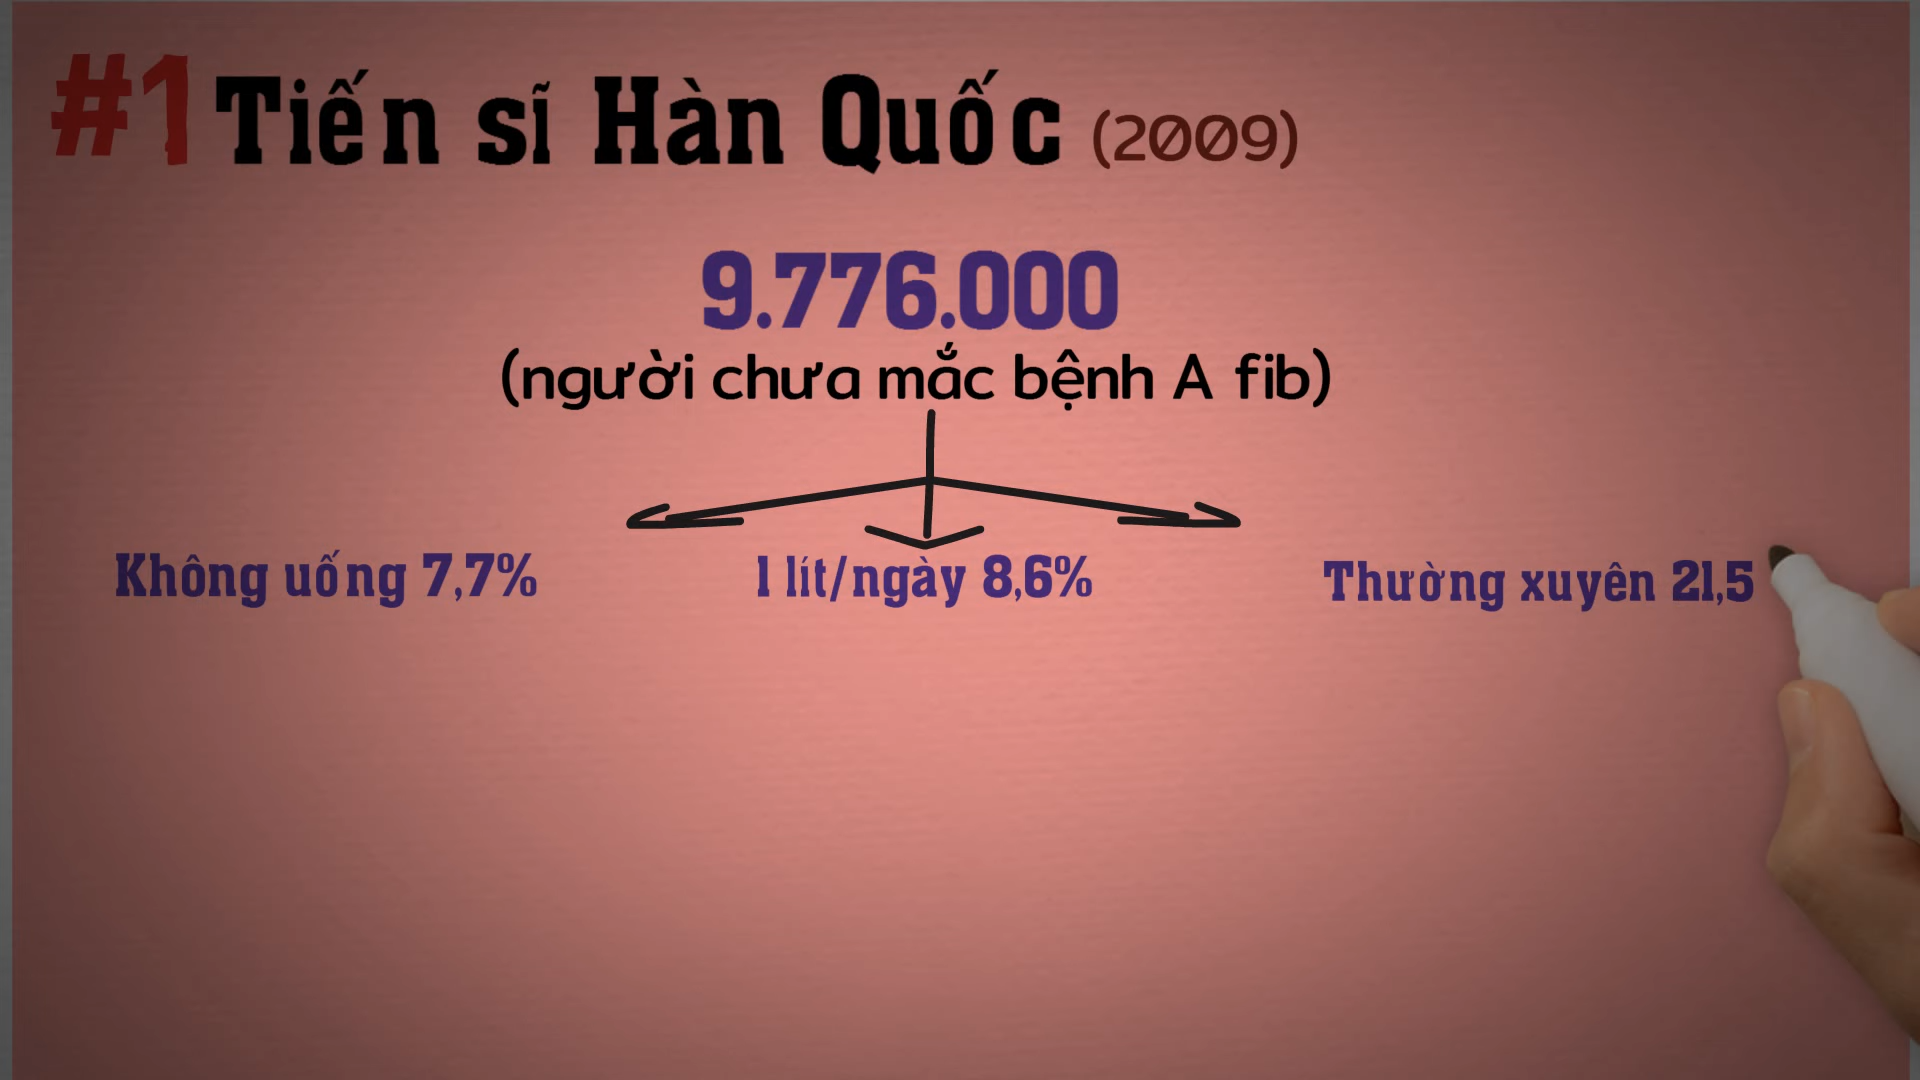 #1 Tiến sĩ Hàn Quốc (2009)
9.776.000
(người chưa mắc bệnh A fib)
Không uống 7,7%
1 lít/ngày 8,6%
Thường xuyên 21,5